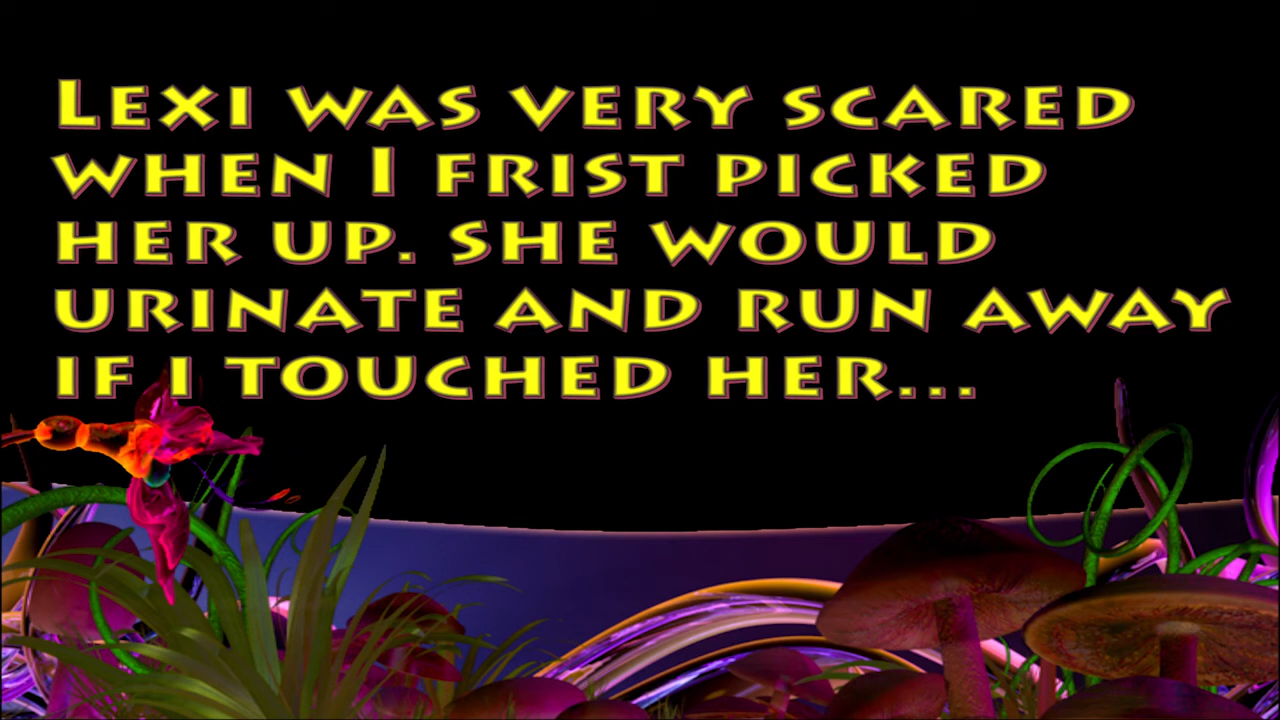 Lexi was very scared
when I frist picked
her up. She would
urinate and run away
if i touched her...